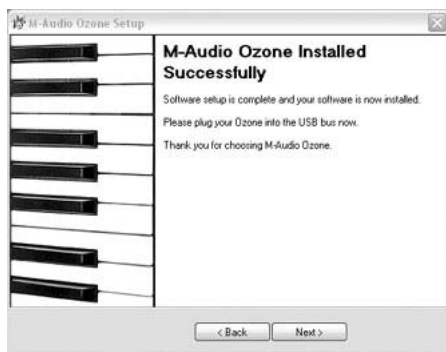 M-Audio Ozone Setup
M-Audio Ozone Installed
Successfully
Software setup is complete and your software is now installed.
Please plug your Ozone into the USB bus now.
Thank you for choosing M-Audio Ozone.
< Back
Next >